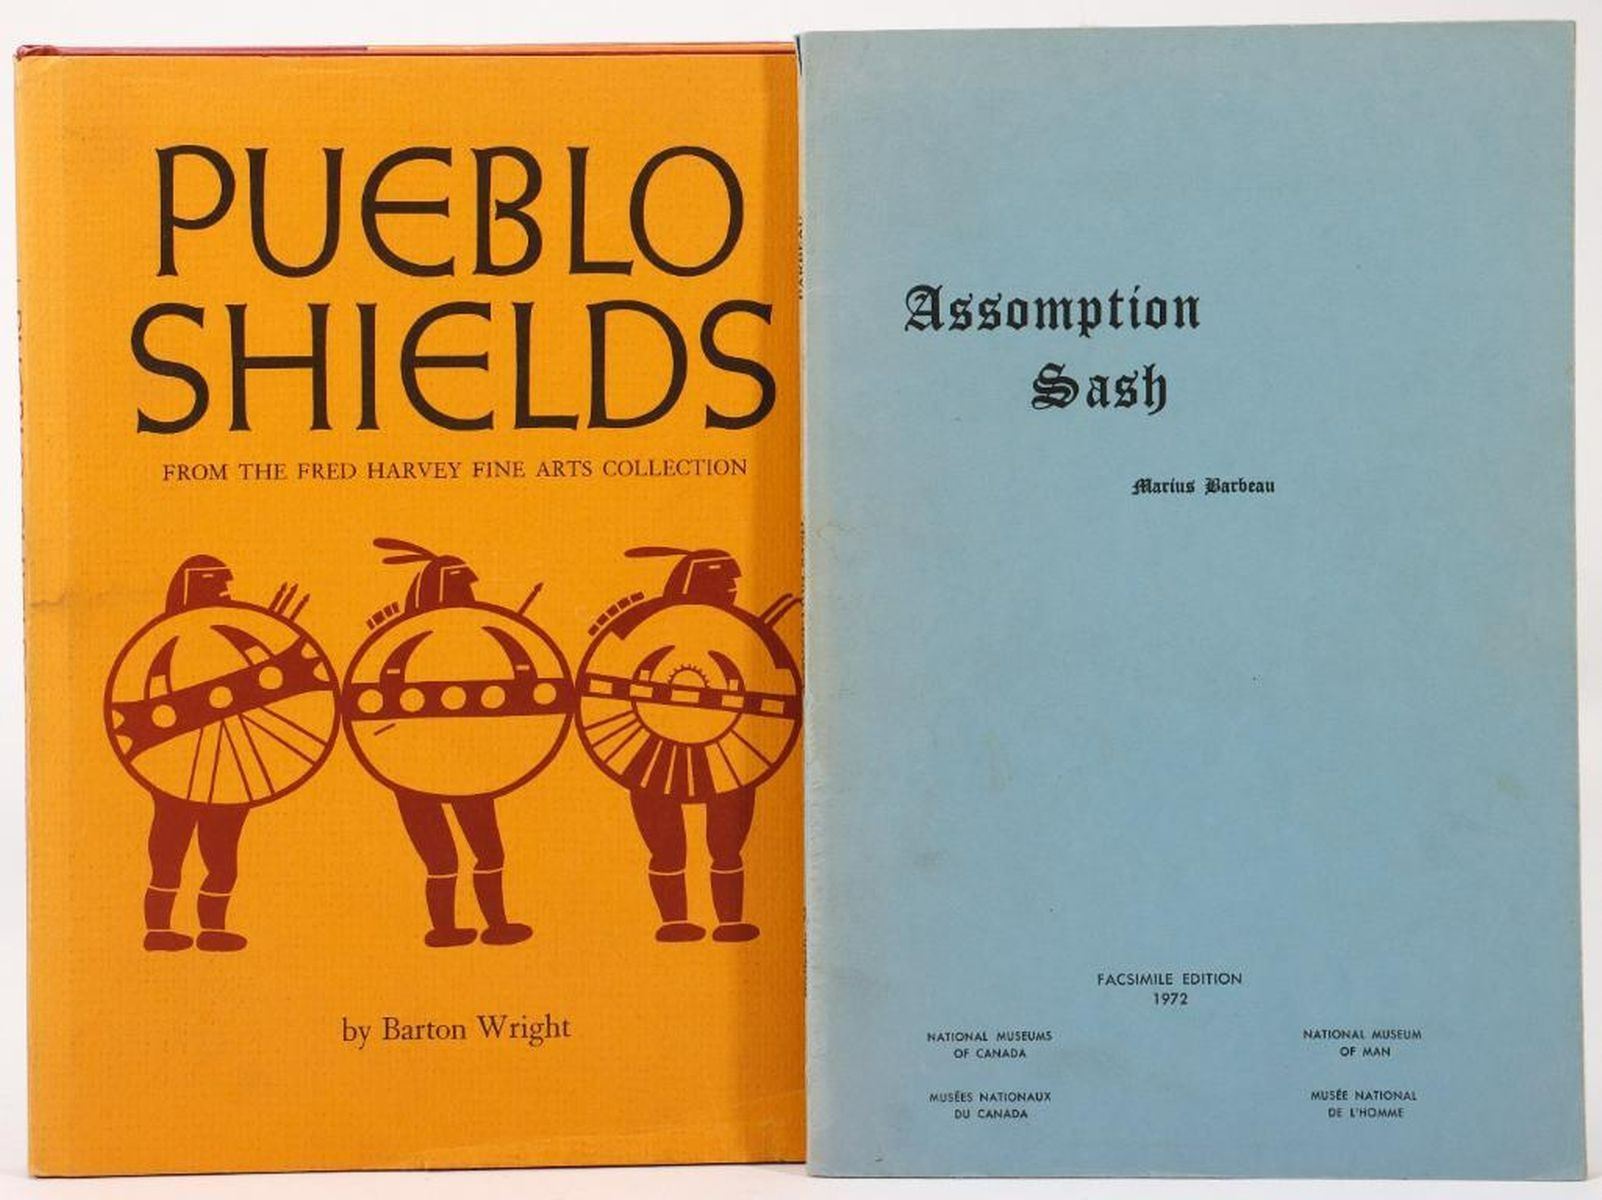 PUEBLO
SHIELDS
FROM THE FRED HARVEY FINE ARTS COLLECTION
by Barton Wright
BARBEAU
Assomption
Sash
Marius Barbeau
FACSIMILE EDITION
1972
NATIONAL MUSEUMS
OF CANADA
NATIONAL MUSEUM
OF MAN
MUSÉES NATIONAUX
DU CANADA
MUSÉE NATIONAL
DE L'HOMME